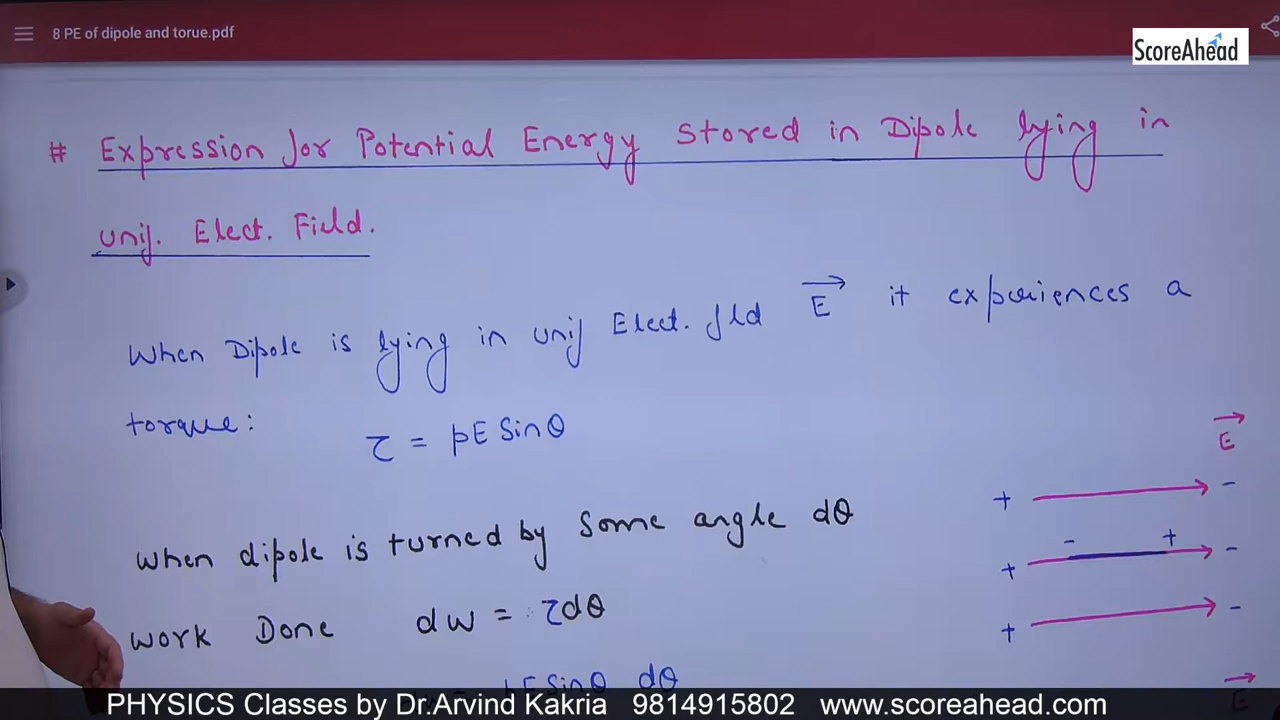 8 PE of dipole and torue.pdf
ScoreAhead
# Expression for Potential Energy Stored in Dipole lying in
unif. Elect. Field.
When Dipole is lying in unif Elect. fld E it experiences a
torque: τ = pE Sinθ
E
+ -
when dipole is turned by some angle dθ
- +
+ -
work Done dw = τdθ
+ -
pESinθ dθ
E
PHYSICS Classes by Dr.Arvind Kakria 9814915802 www.scoreahead.com